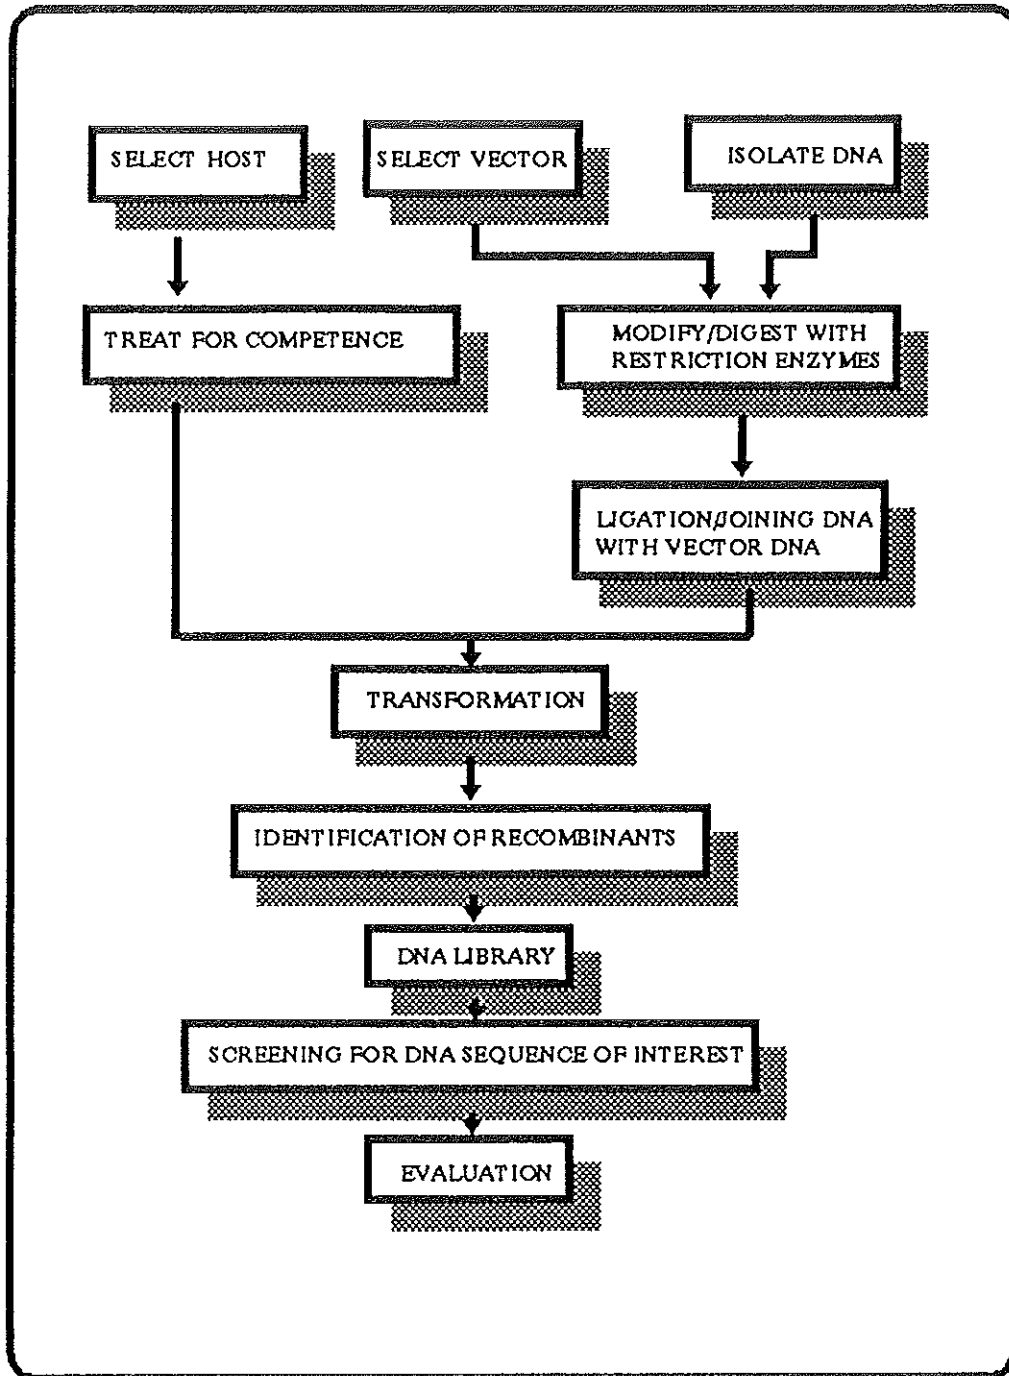 SELECT HOST
SELECT VECTOR
ISOLATE DNA
TREAT FOR COMPETENCE
MODIFY/DIGEST WITH
RESTRICTION ENZYMES
LIGATION/JOINING DNA
WITH VECTOR DNA
TRANSFORMATION
IDENTIFICATION OF RECOMBINANTS
DNA LIBRARY
SCREENING FOR DNA SEQUENCE OF INTEREST
EVALUATION